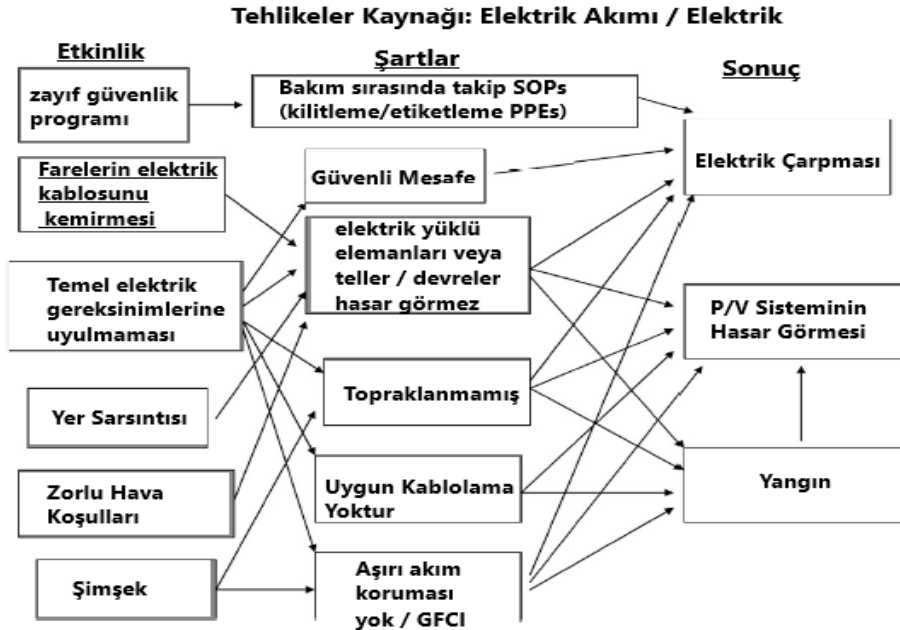 Tehlikeler Kaynağı: Elektrik Akımı / Elektrik
Etkinlik
zayıf güvenlik
programı
Farelerin elektrik
kablosunu
kemirmesi
Temel elektrik
gereksinimlerine
uyulmaması
Yer Sarsıntısı
Zorlu Hava
Koşulları
Şimşek
Şartlar
Bakım sırasında takip SOPs
(kilitleme/etiketleme PPEs)
Güvenli Mesafe
elektrik yüklü
elemanları veya
teller / devreler
hasar görmez
Topraklanmamış
Uygun Kablolama
Yoktur
Aşırı akım
koruması
yok / GFCI
Sonuç
Elektrik Çarpması
P/V Sisteminin
Hasar Görmesi
Yangın